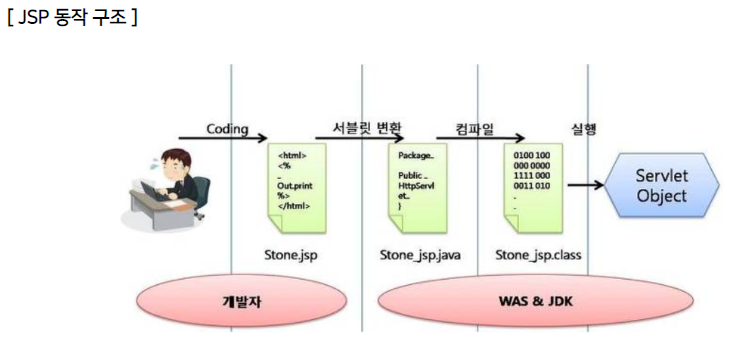 [ JSP 동작 구조 ]
Coding
서블릿 변환
컴파일
실행
<html>
<%
_
Out.print
%>
</html>
Package..
Public _
HttpServl
et..
}
0100 100
000 0000
1111 000
0011 010
.
.
Servlet
Object
Stone.jsp
Stone_jsp.java
Stone_jsp.class
개발자
WAS & JDK